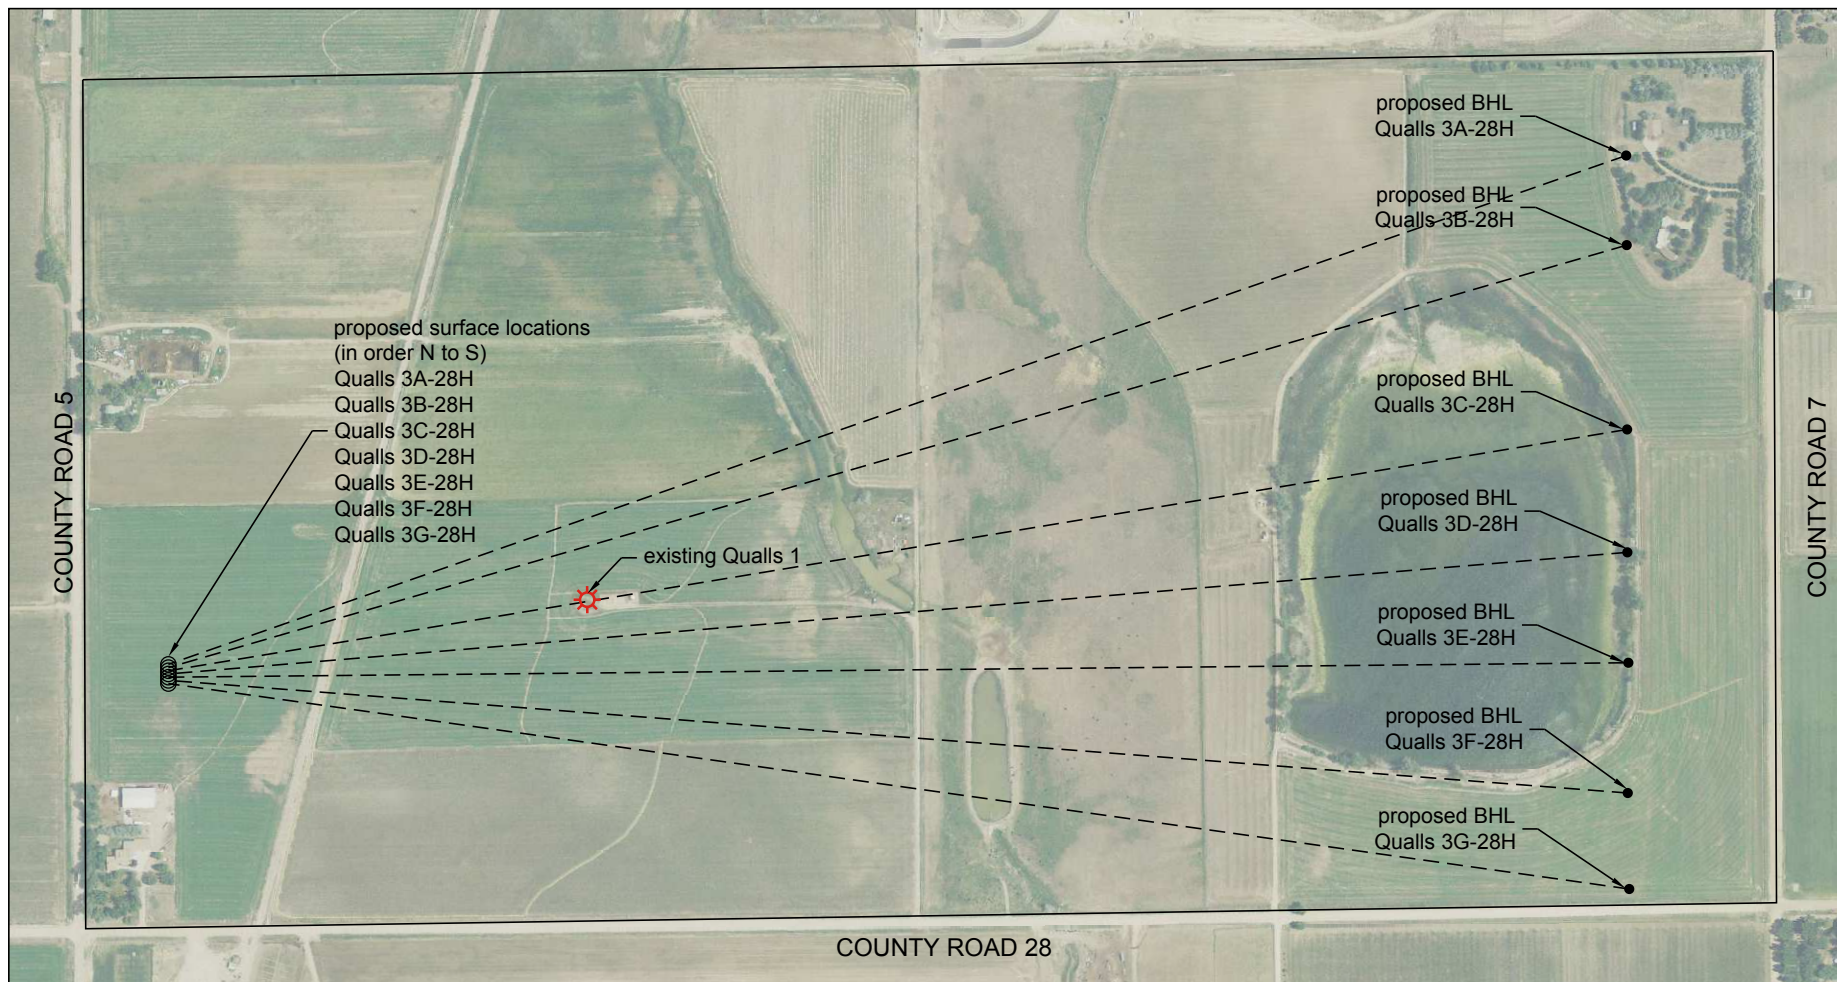 proposed BHL
Qualls 3A-28H
proposed BHL
Qualls 3B-28H
proposed surface locations
(in order N to S)
Qualls 3A-28H
Qualls 3B-28H
Qualls 3C-28H
Qualls 3D-28H
Qualls 3E-28H
Qualls 3F-28H
Qualls 3G-28H
proposed BHL
Qualls 3C-28H
COUNTY ROAD 5
COUNTY ROAD 7
proposed BHL
Qualls 3D-28H
existing Qualls 1
proposed BHL
Qualls 3E-28H
proposed BHL
Qualls 3F-28H
proposed BHL
Qualls 3G-28H
COUNTY ROAD 28